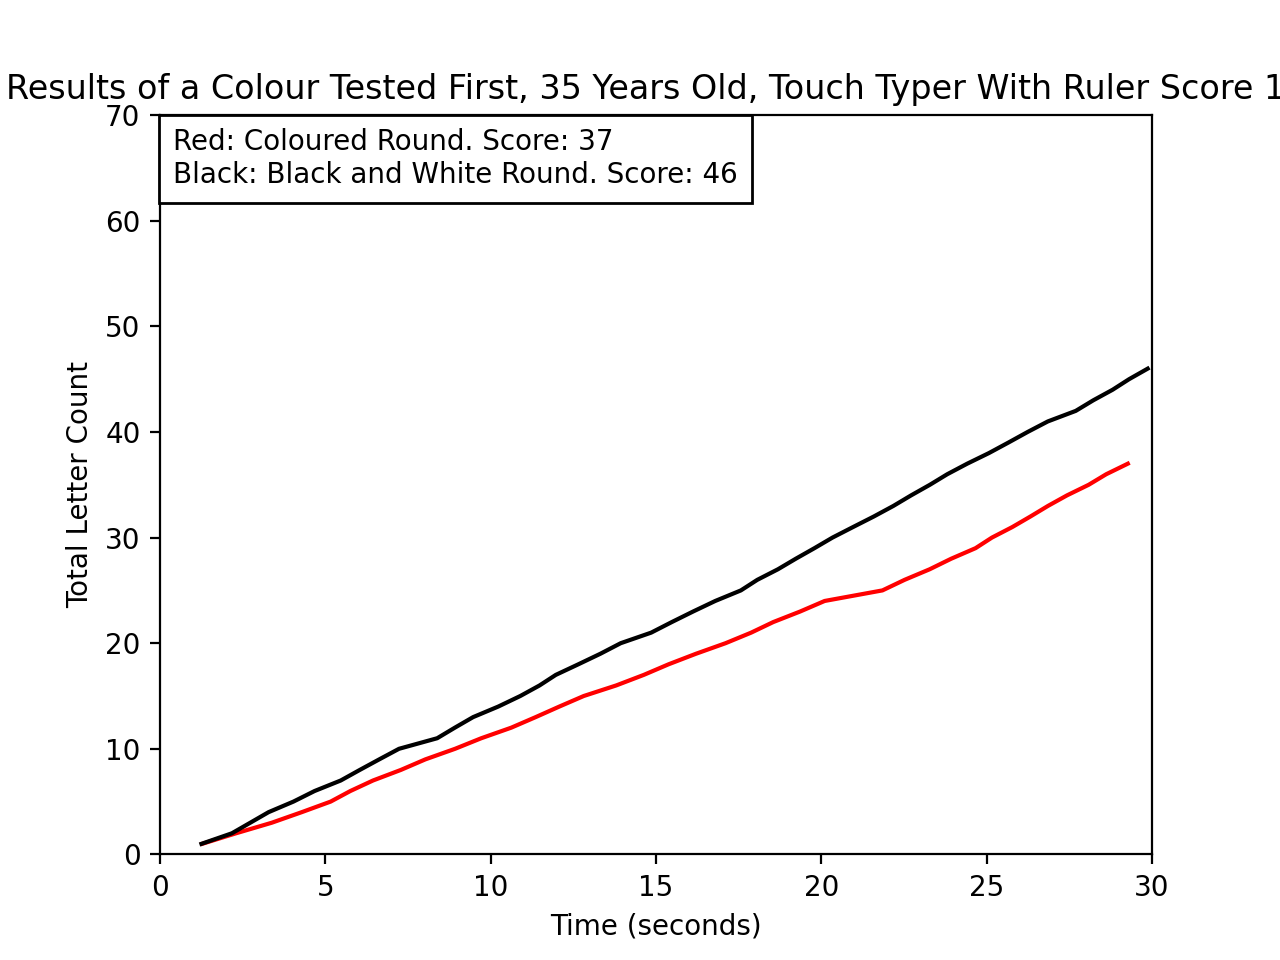 Results of a Colour Tested First, 35 Years Old, Touch Typer With Ruler Score 1
Red: Coloured Round. Score: 37
Black: Black and White Round. Score: 46
70
60
50
40
30
20
10
0
Total Letter Count
0 5 10 15 20 25 30
Time (seconds)